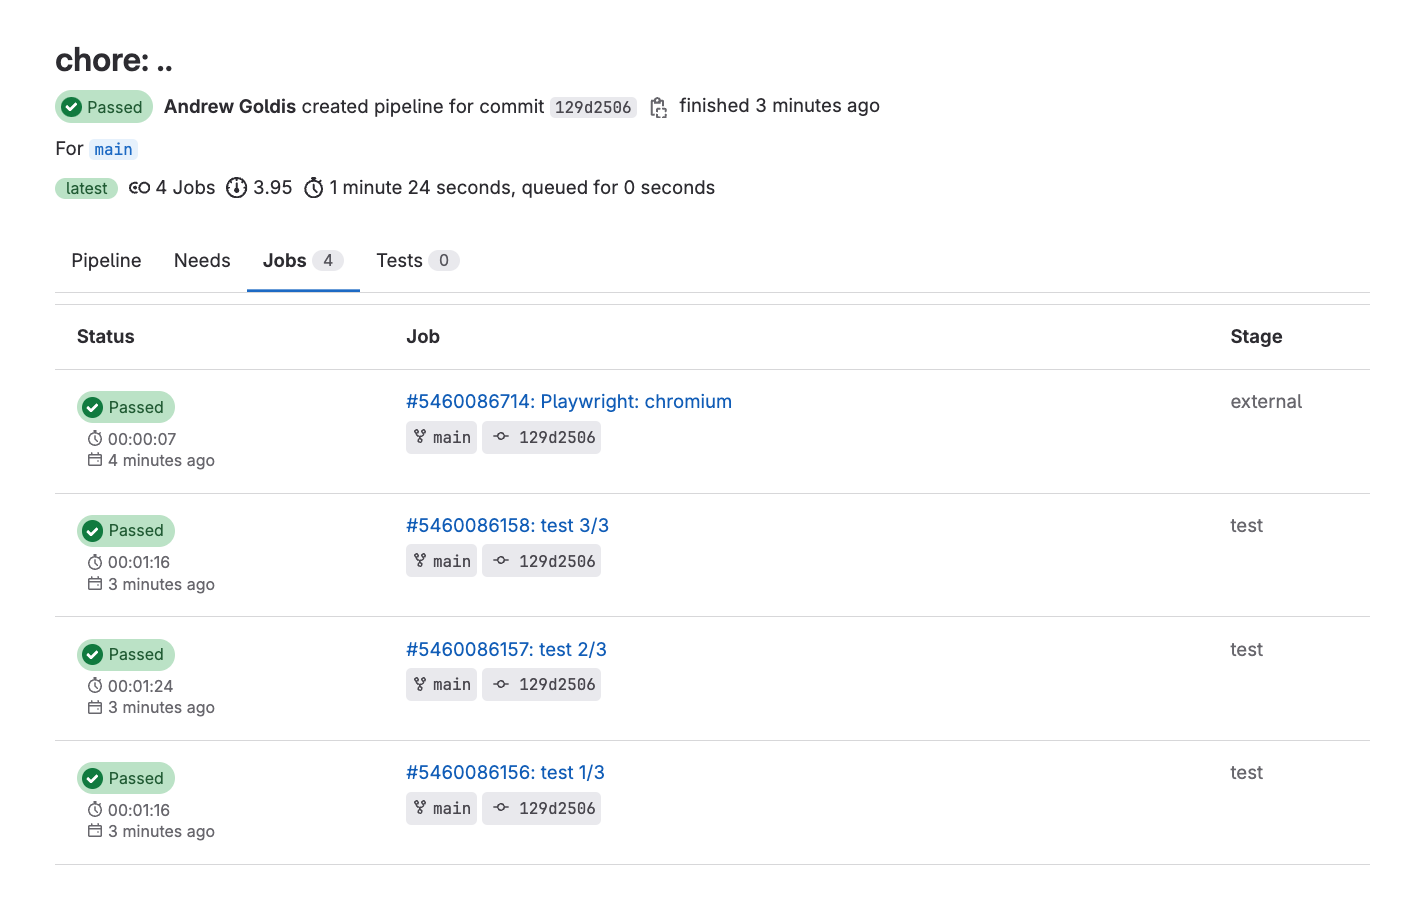 chore: ..
Passed Andrew Goldis created pipeline for commit 129d2506 finished 3 minutes ago
For main
latest 4 Jobs 3.95 1 minute 24 seconds, queued for 0 seconds
Pipeline Needs Jobs 4 Tests 0
Status Job Stage
Passed #5460086714: Playwright: chromium external
00:00:07 main 129d2506
4 minutes ago
Passed #5460086158: test 3/3 test
00:01:16 main 129d2506
3 minutes ago
Passed #5460086157: test 2/3 test
00:01:24 main 129d2506
3 minutes ago
Passed #5460086156: test 1/3 test
00:01:16 main 129d2506
3 minutes ago